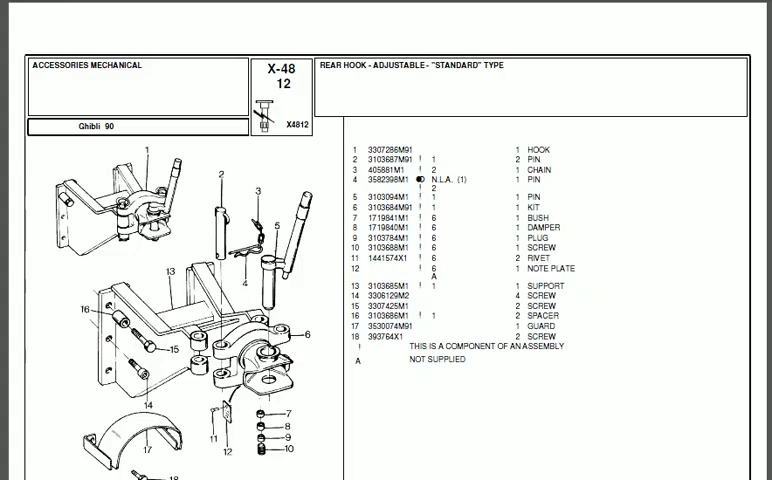 ACCESSORIES MECHANICAL
X-48
12
X4812
Ghibli 90
REAR HOOK - ADJUSTABLE - "STANDARD" TYPE
1 3307286M91 1 HOOK
2 3103687M91 ! 1 2 PIN
3 405881M1 ! 2 1 CHAIN
4 3582398M1 N.L.A. (1) 1 PIN
! 2
5 3103094M1 ! 1 1 PIN
6 3103684M91 ! 1 1 KIT
7 1719841M1 ! 6 1 BUSH
8 1719840M1 ! 6 1 DAMPER
9 3103784M1 ! 6 1 PLUG
10 3103688M1 ! 6 1 SCREW
11 1441574X1 ! 6 2 RIVET
12 ! 6 1 NOTE PLATE
A
13 3103685M1 ! 1 1 SUPPORT
14 3306129M2 4 SCREW
15 3307425M1 2 SCREW
16 3103686M1 ! 1 2 SPACER
17 3530074M91 1 GUARD
18 393764X1 2 SCREW
! THIS IS A COMPONENT OF AN ASSEMBLY
A NOT SUPPLIED
1
2
3
5
4
13
16
6
15
14
7
8
9
10
11
12
17
18